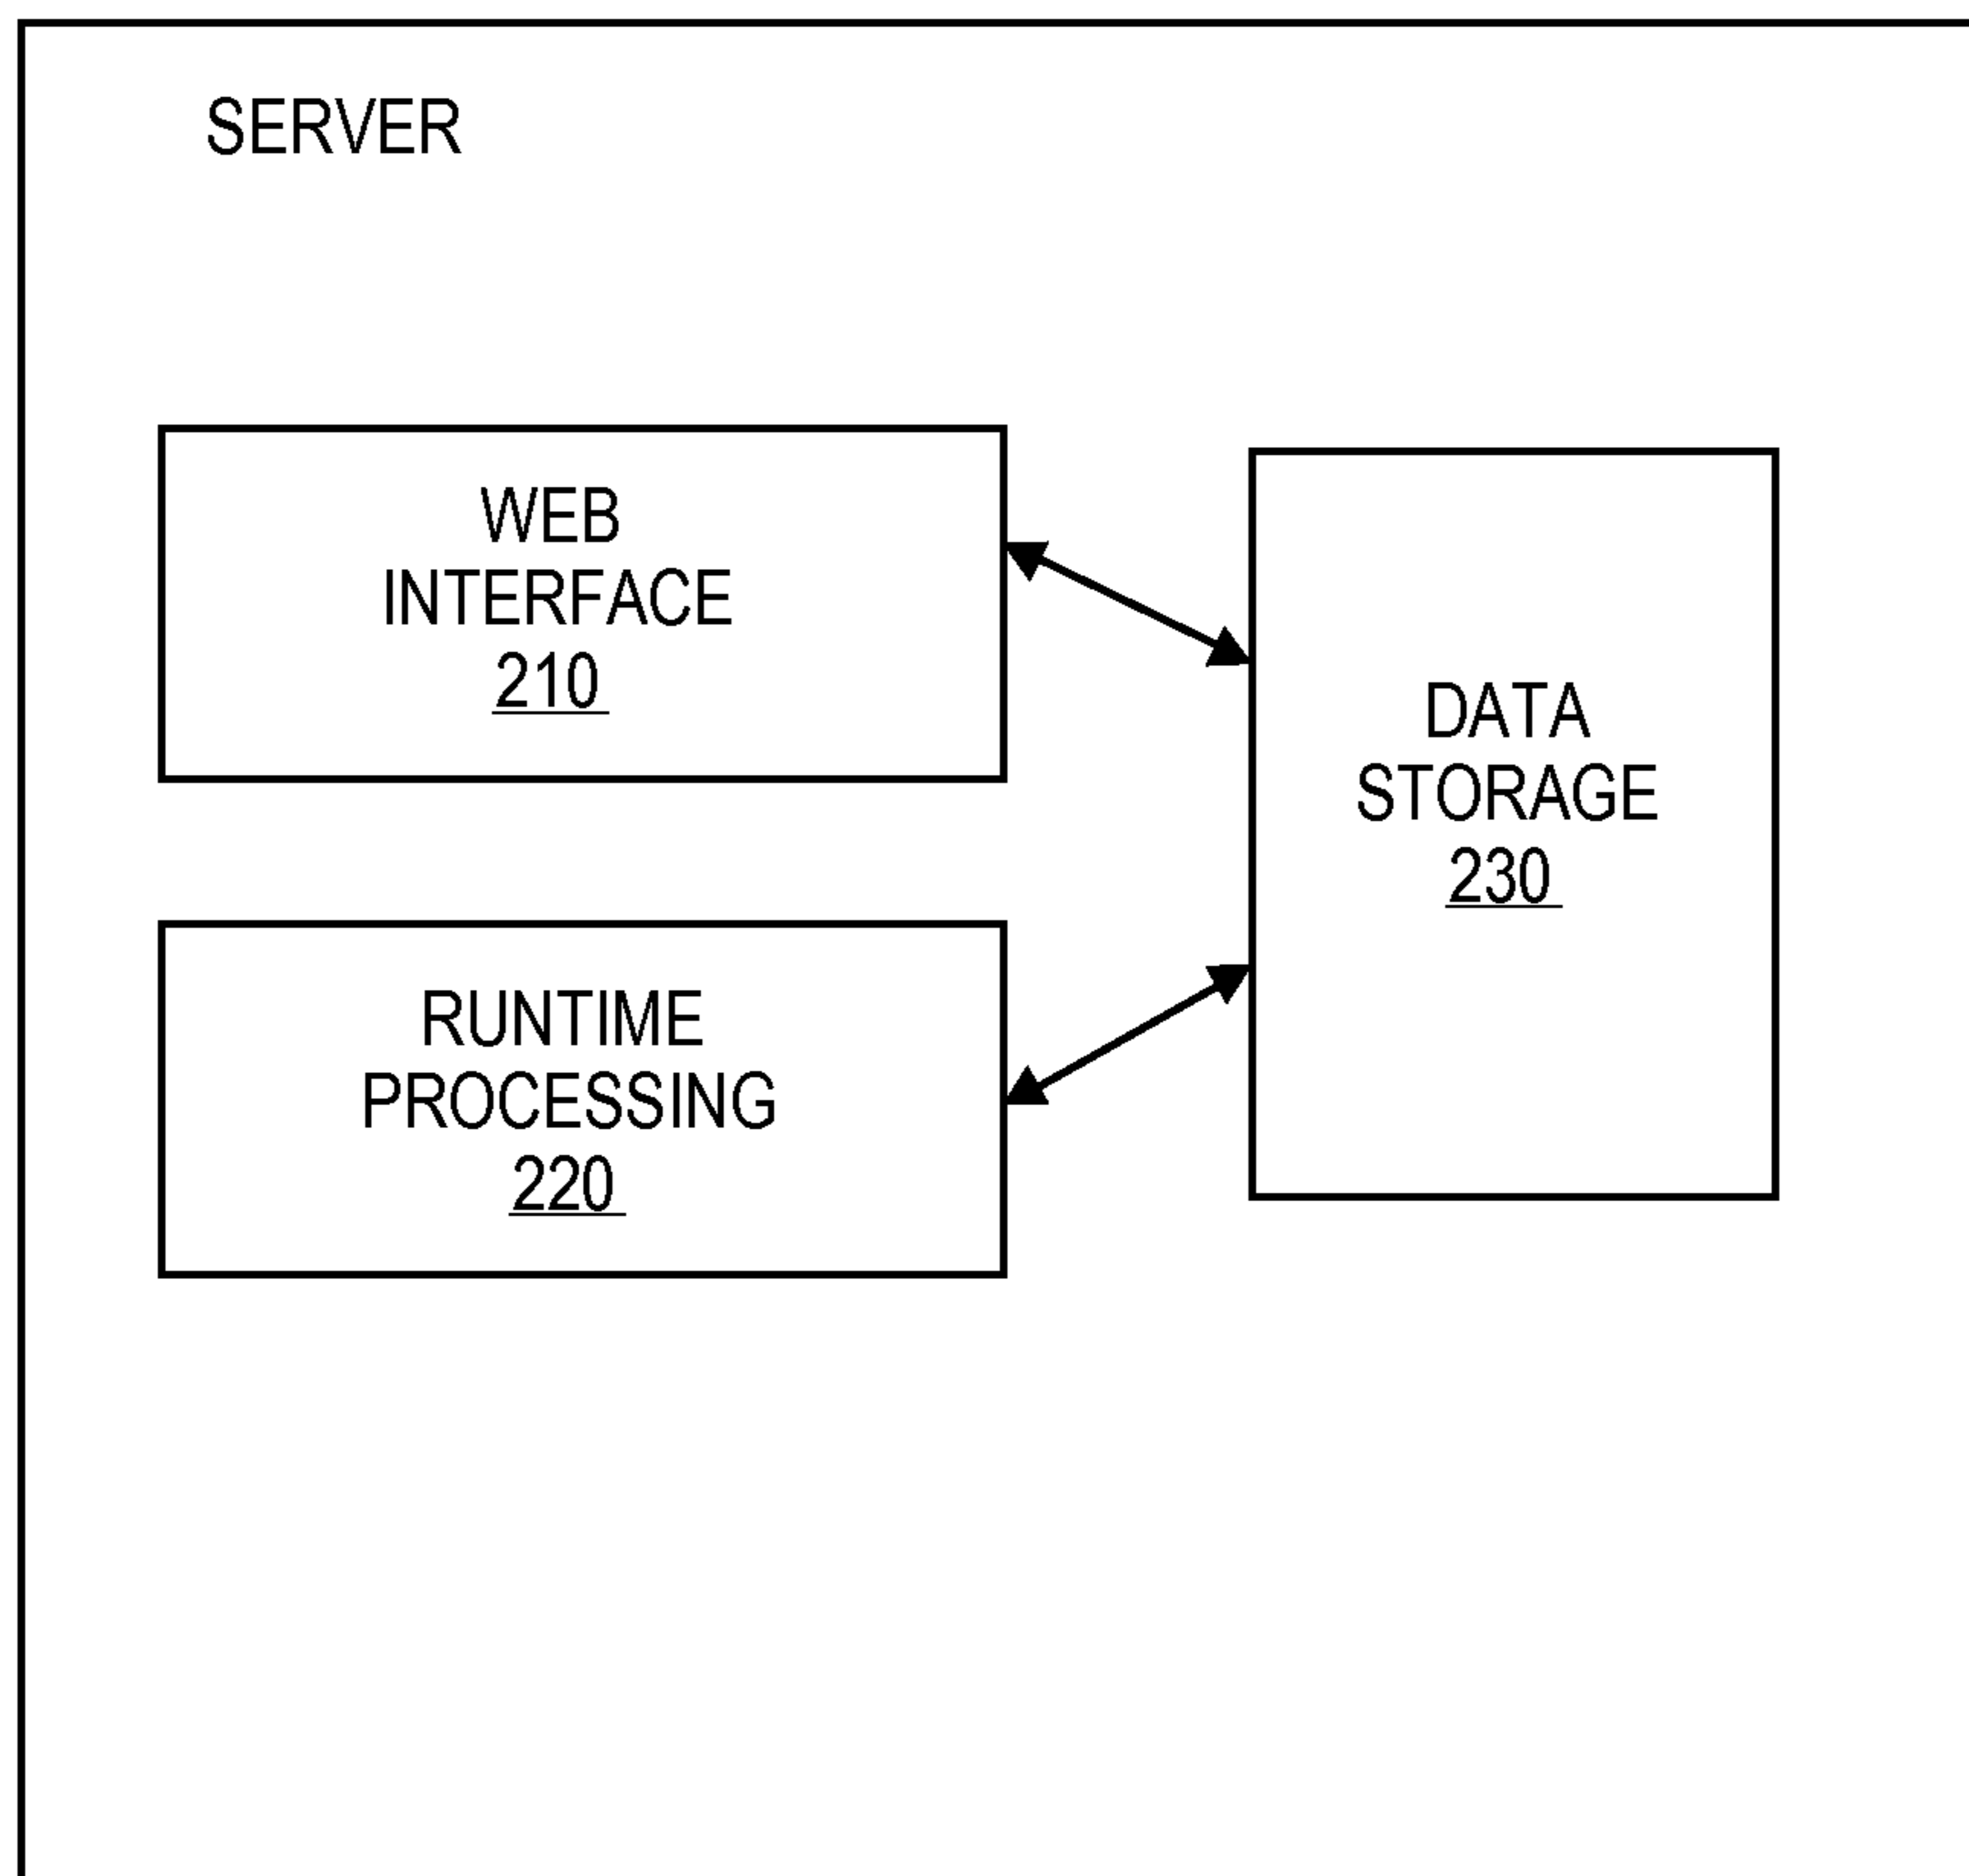 SERVER
WEB
INTERFACE
210
DATA
STORAGE
230
RUNTIME
PROCESSING
220